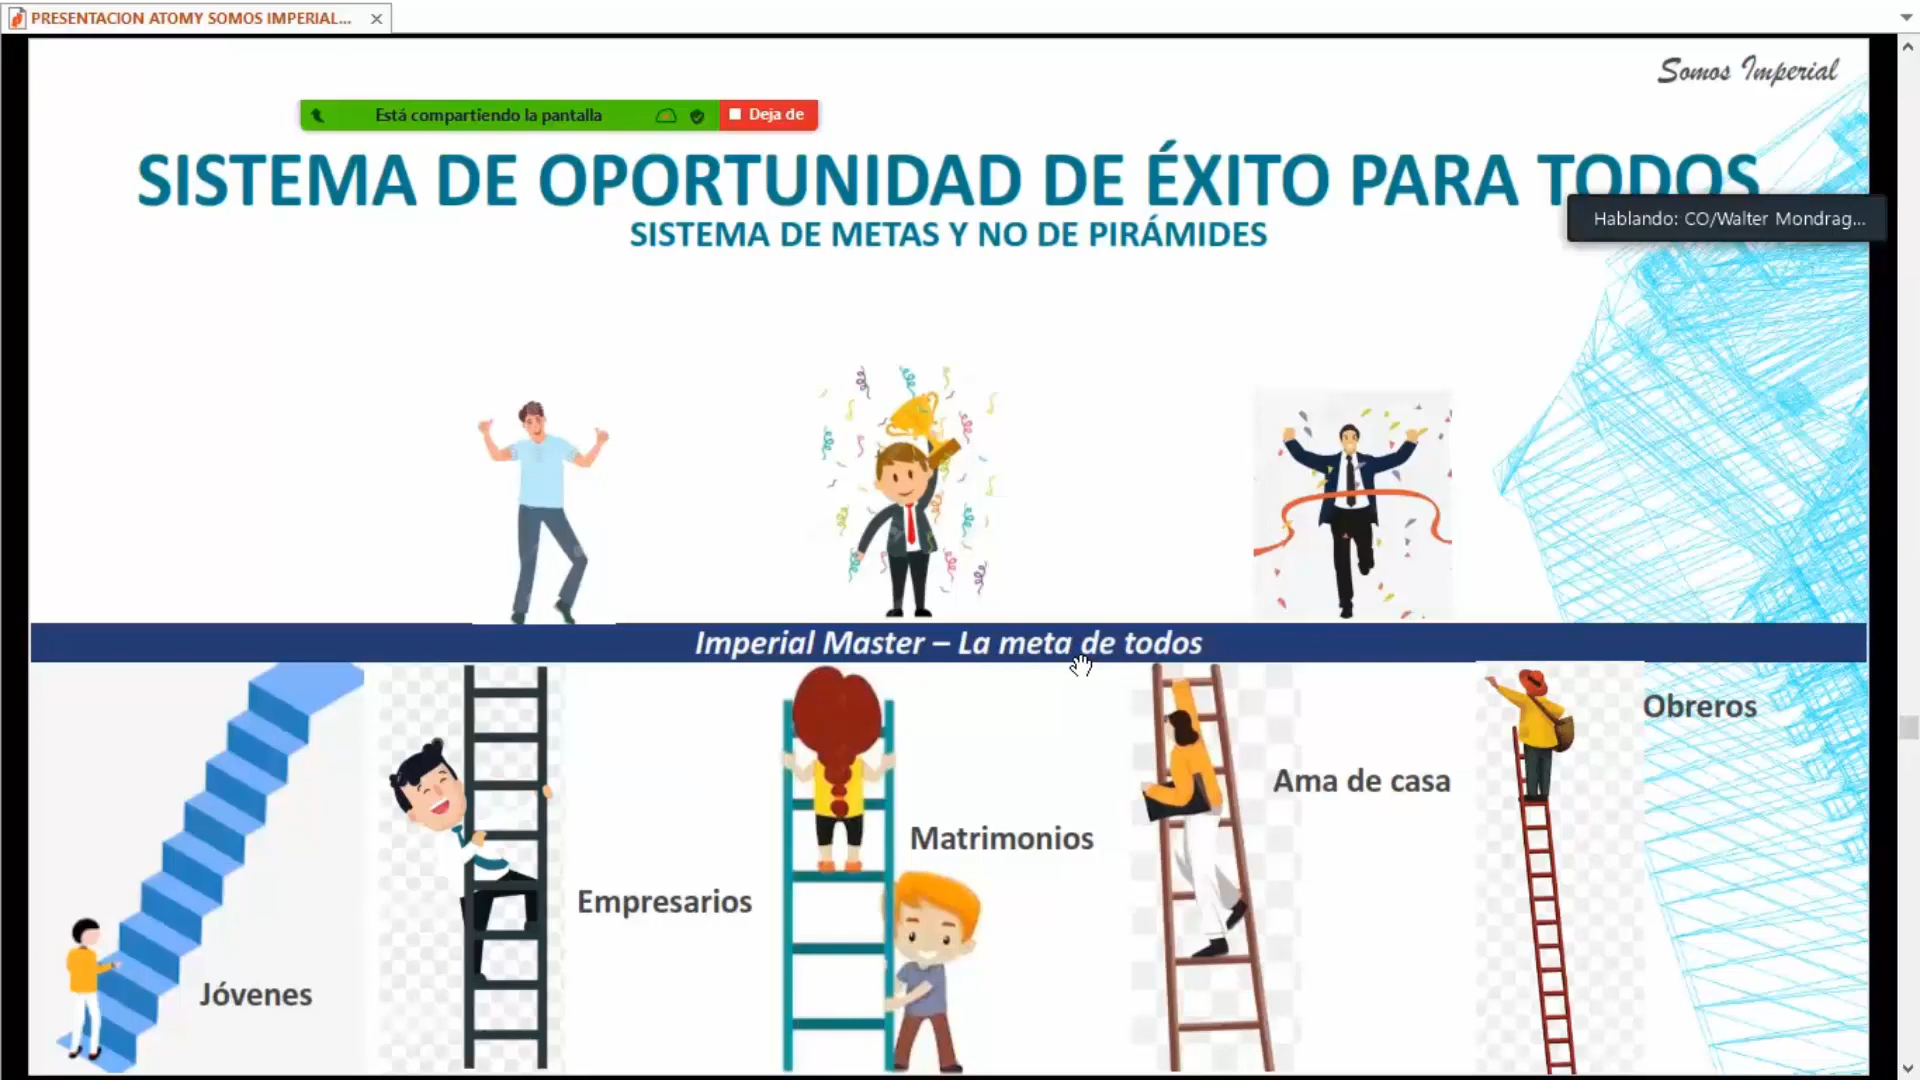 PRESENTACION ATOMY SOMOS IMPERIAL...
Somos Imperial
Está compartiendo la pantalla
Deja de
SISTEMA DE OPORTUNIDAD DE ÉXITO PARA TODOS
Hablando: CO/Walter Mondrag...
SISTEMA DE METAS Y NO DE PIRÁMIDES
Imperial Master – La meta de todos
Obreros
Ama de casa
Matrimonios
Empresarios
Jóvenes